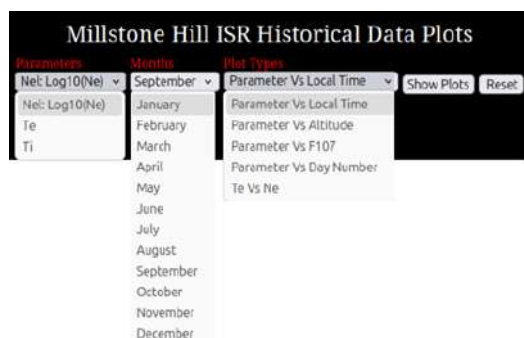 Millstone Hill ISR Historical Data Plots
Parameters Months Plot Types
Nel: Log10(Ne) September Parameter Vs Local Time Show Plots Reset
Nel: Log10(Ne) January Parameter Vs Local Time
Te February Parameter Vs Altitude
Ti March Parameter Vs F107
April Parameter Vs Day Number
May Te Vs Ne
June
July
August
September
October
November
December